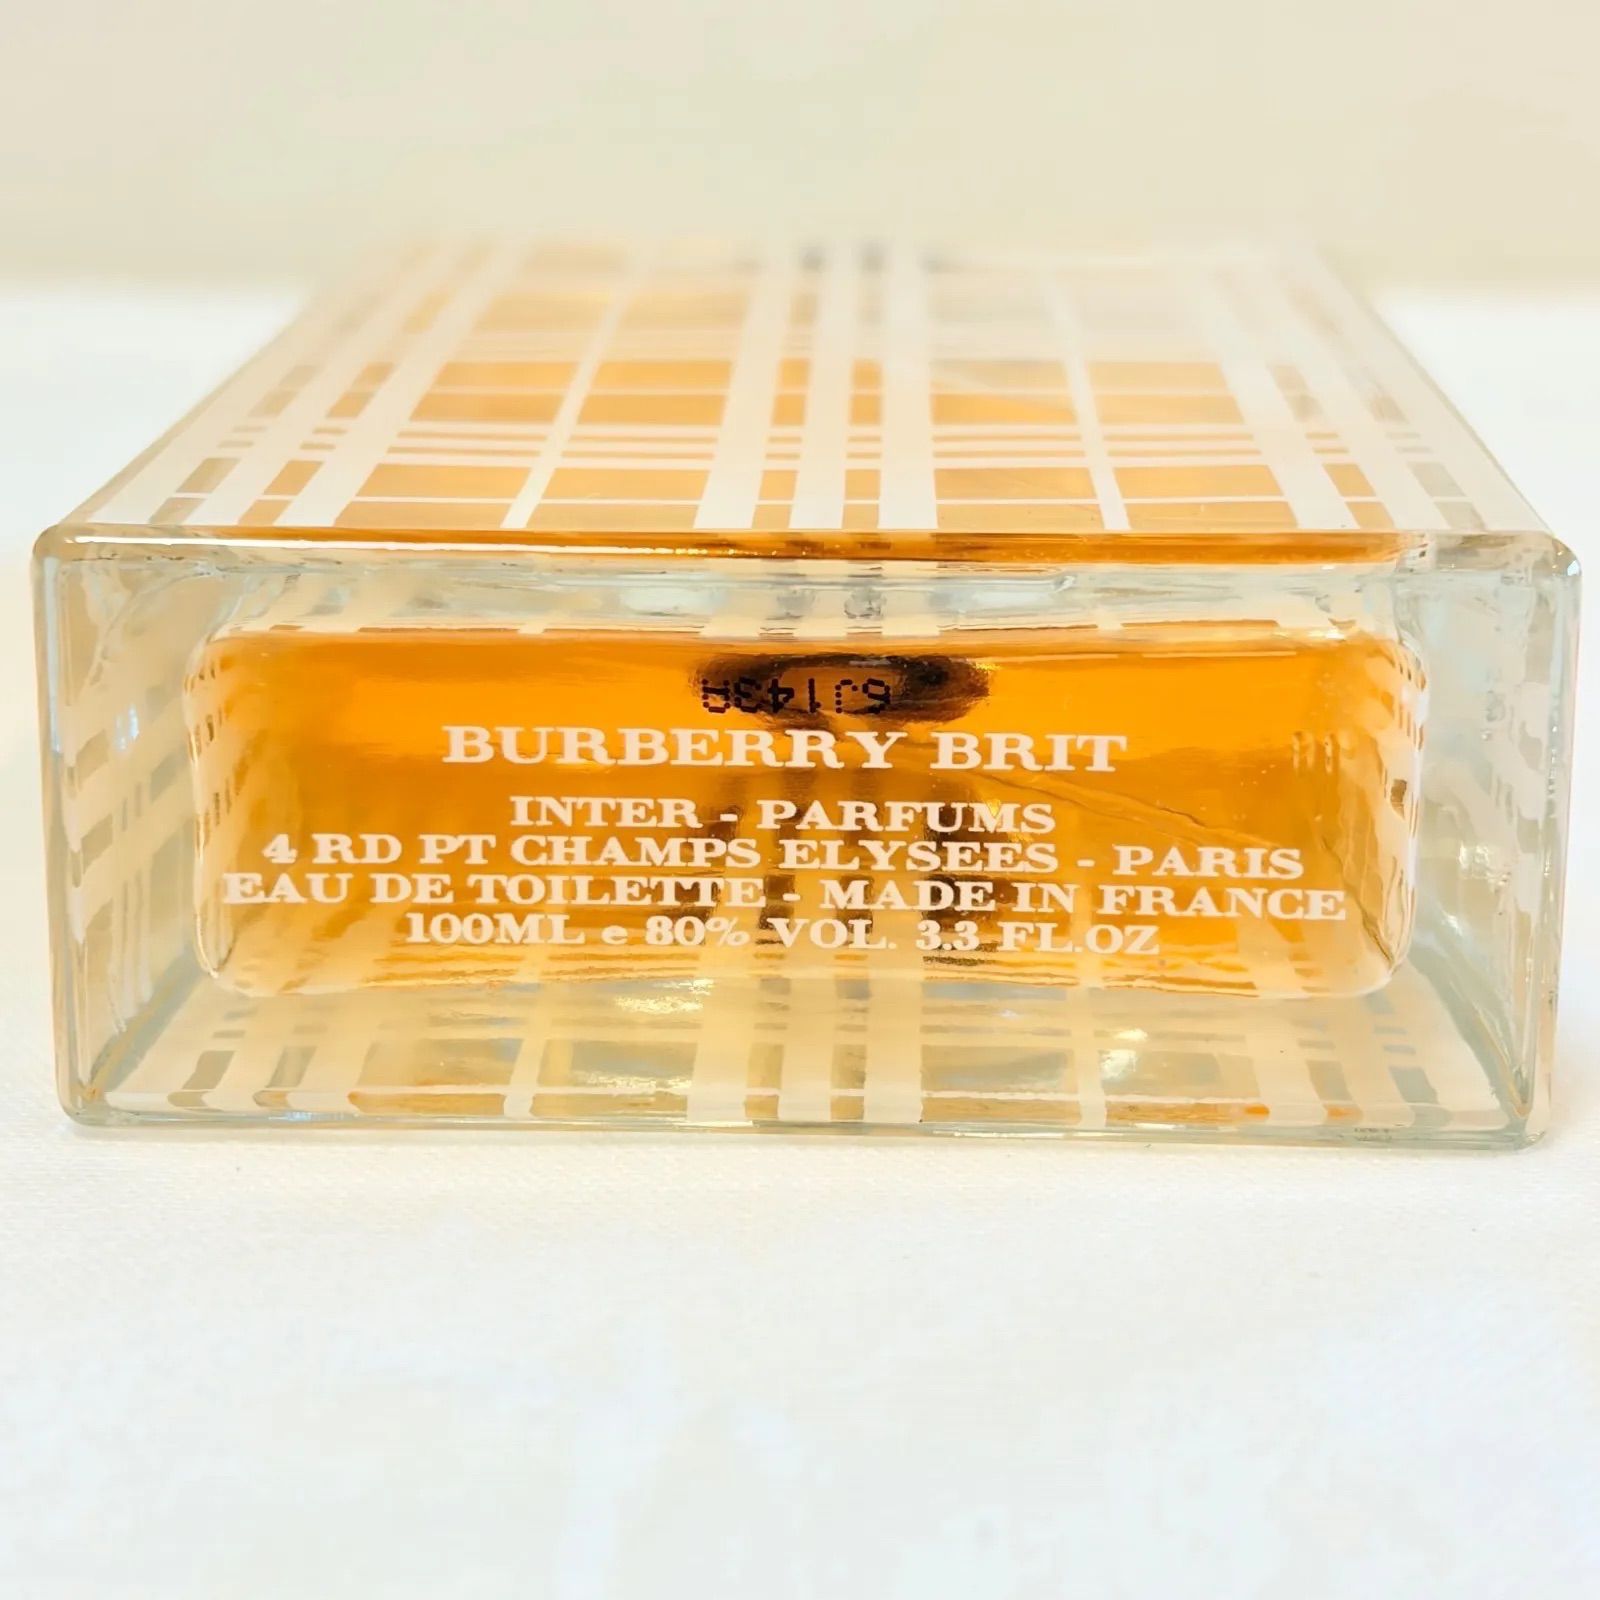 BURBERRY BRIT
INTER - PARFUMS
4 RD PT CHAMPS ELYSEES - PARIS
EAU DE TOILETTE - MADE IN FRANCE
100ML e 80% VOL. 3.3 FL.OZ